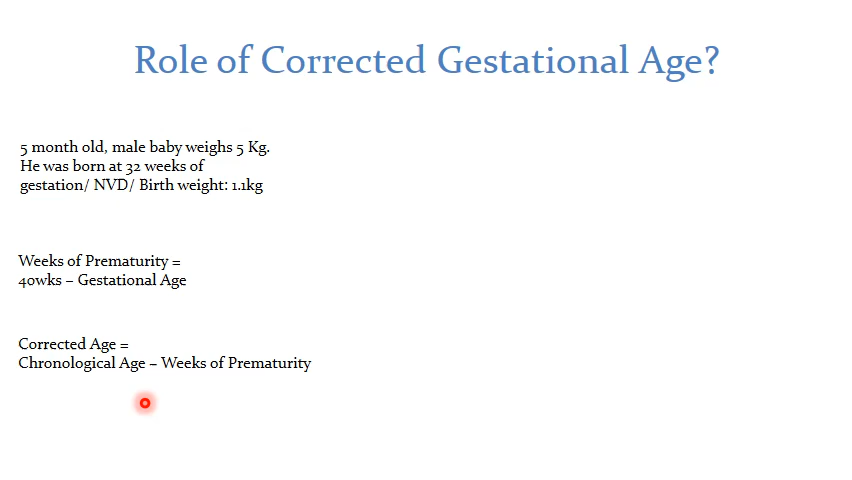 Role of Corrected Gestational Age?
5 month old, male baby weighs 5 Kg.
He was born at 32 weeks of
gestation/ NVD/ Birth weight: 1.1kg
Weeks of Prematurity =
40wks – Gestational Age
Corrected Age =
Chronological Age – Weeks of Prematurity